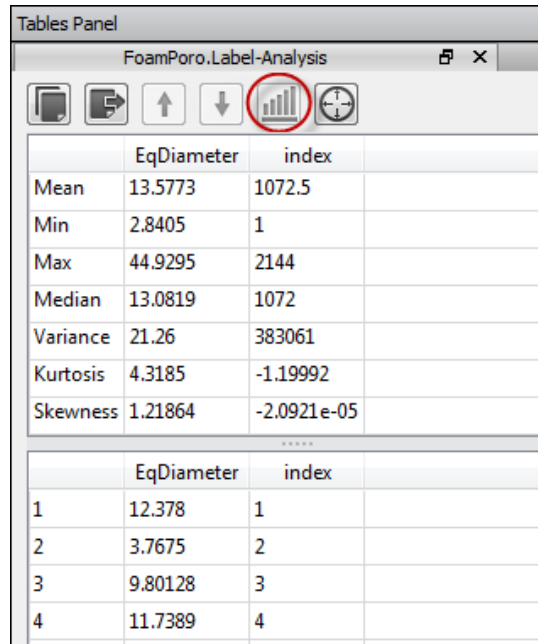 Tables Panel
FoamPoro.Label-Analysis
EqDiameter index
Mean 13.5773 1072.5
Min 2.8405 1
Max 44.9295 2144
Median 13.0819 1072
Variance 21.26 383061
Kurtosis 4.3185 -1.19992
Skewness 1.21864 -2.0921e-05
EqDiameter index
1 12.378 1
2 3.7675 2
3 9.80128 3
4 11.7389 4